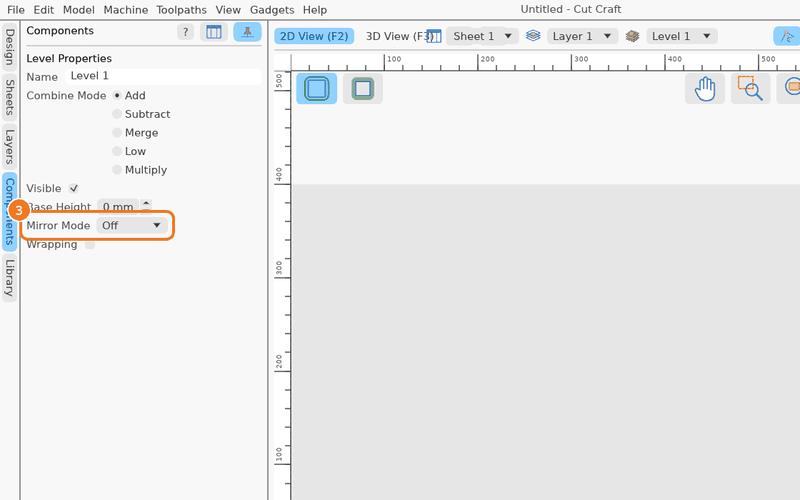 File Edit Model Machine Toolpaths View Gadgets Help
Untitled - Cut Craft
Design
Sheets
Layers
Components
Library
Components
?
Level Properties
Name Level 1
Combine Mode Add
Subtract
Merge
Low
Multiply
Visible
Base Height 0 mm
3
Mirror Mode Off
Wrapping
2D View (F2) 3D View (F3) Sheet 1 Layer 1 Level 1
100 200 300 400 500
500
400
300
200
100